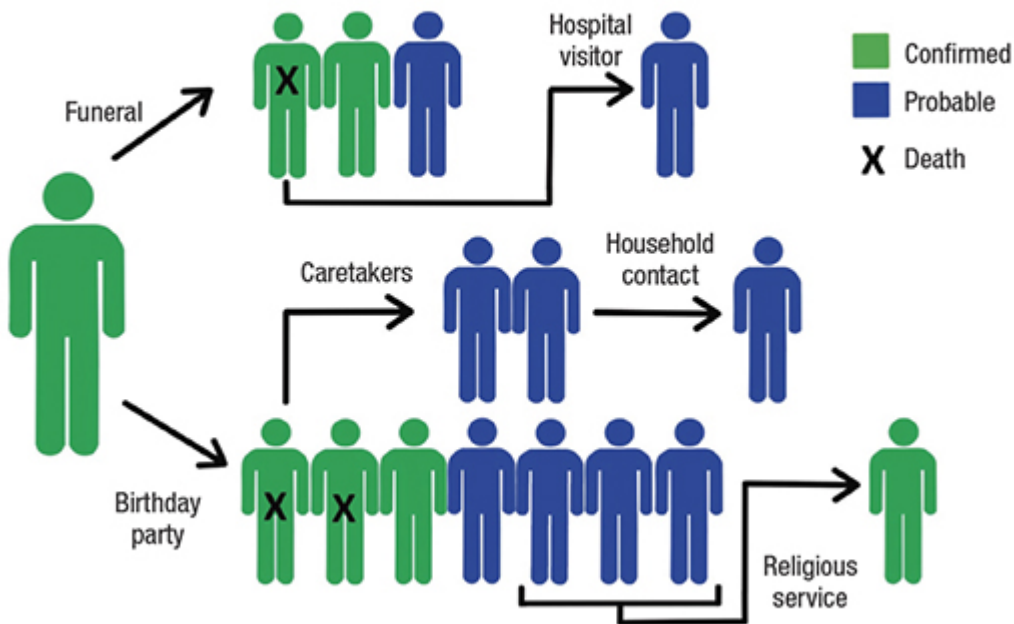 Hospital
visitor
Confirmed
Probable
X Death
Funeral
X
Household
contact
Caretakers
X X
Birthday
party
Religious
service